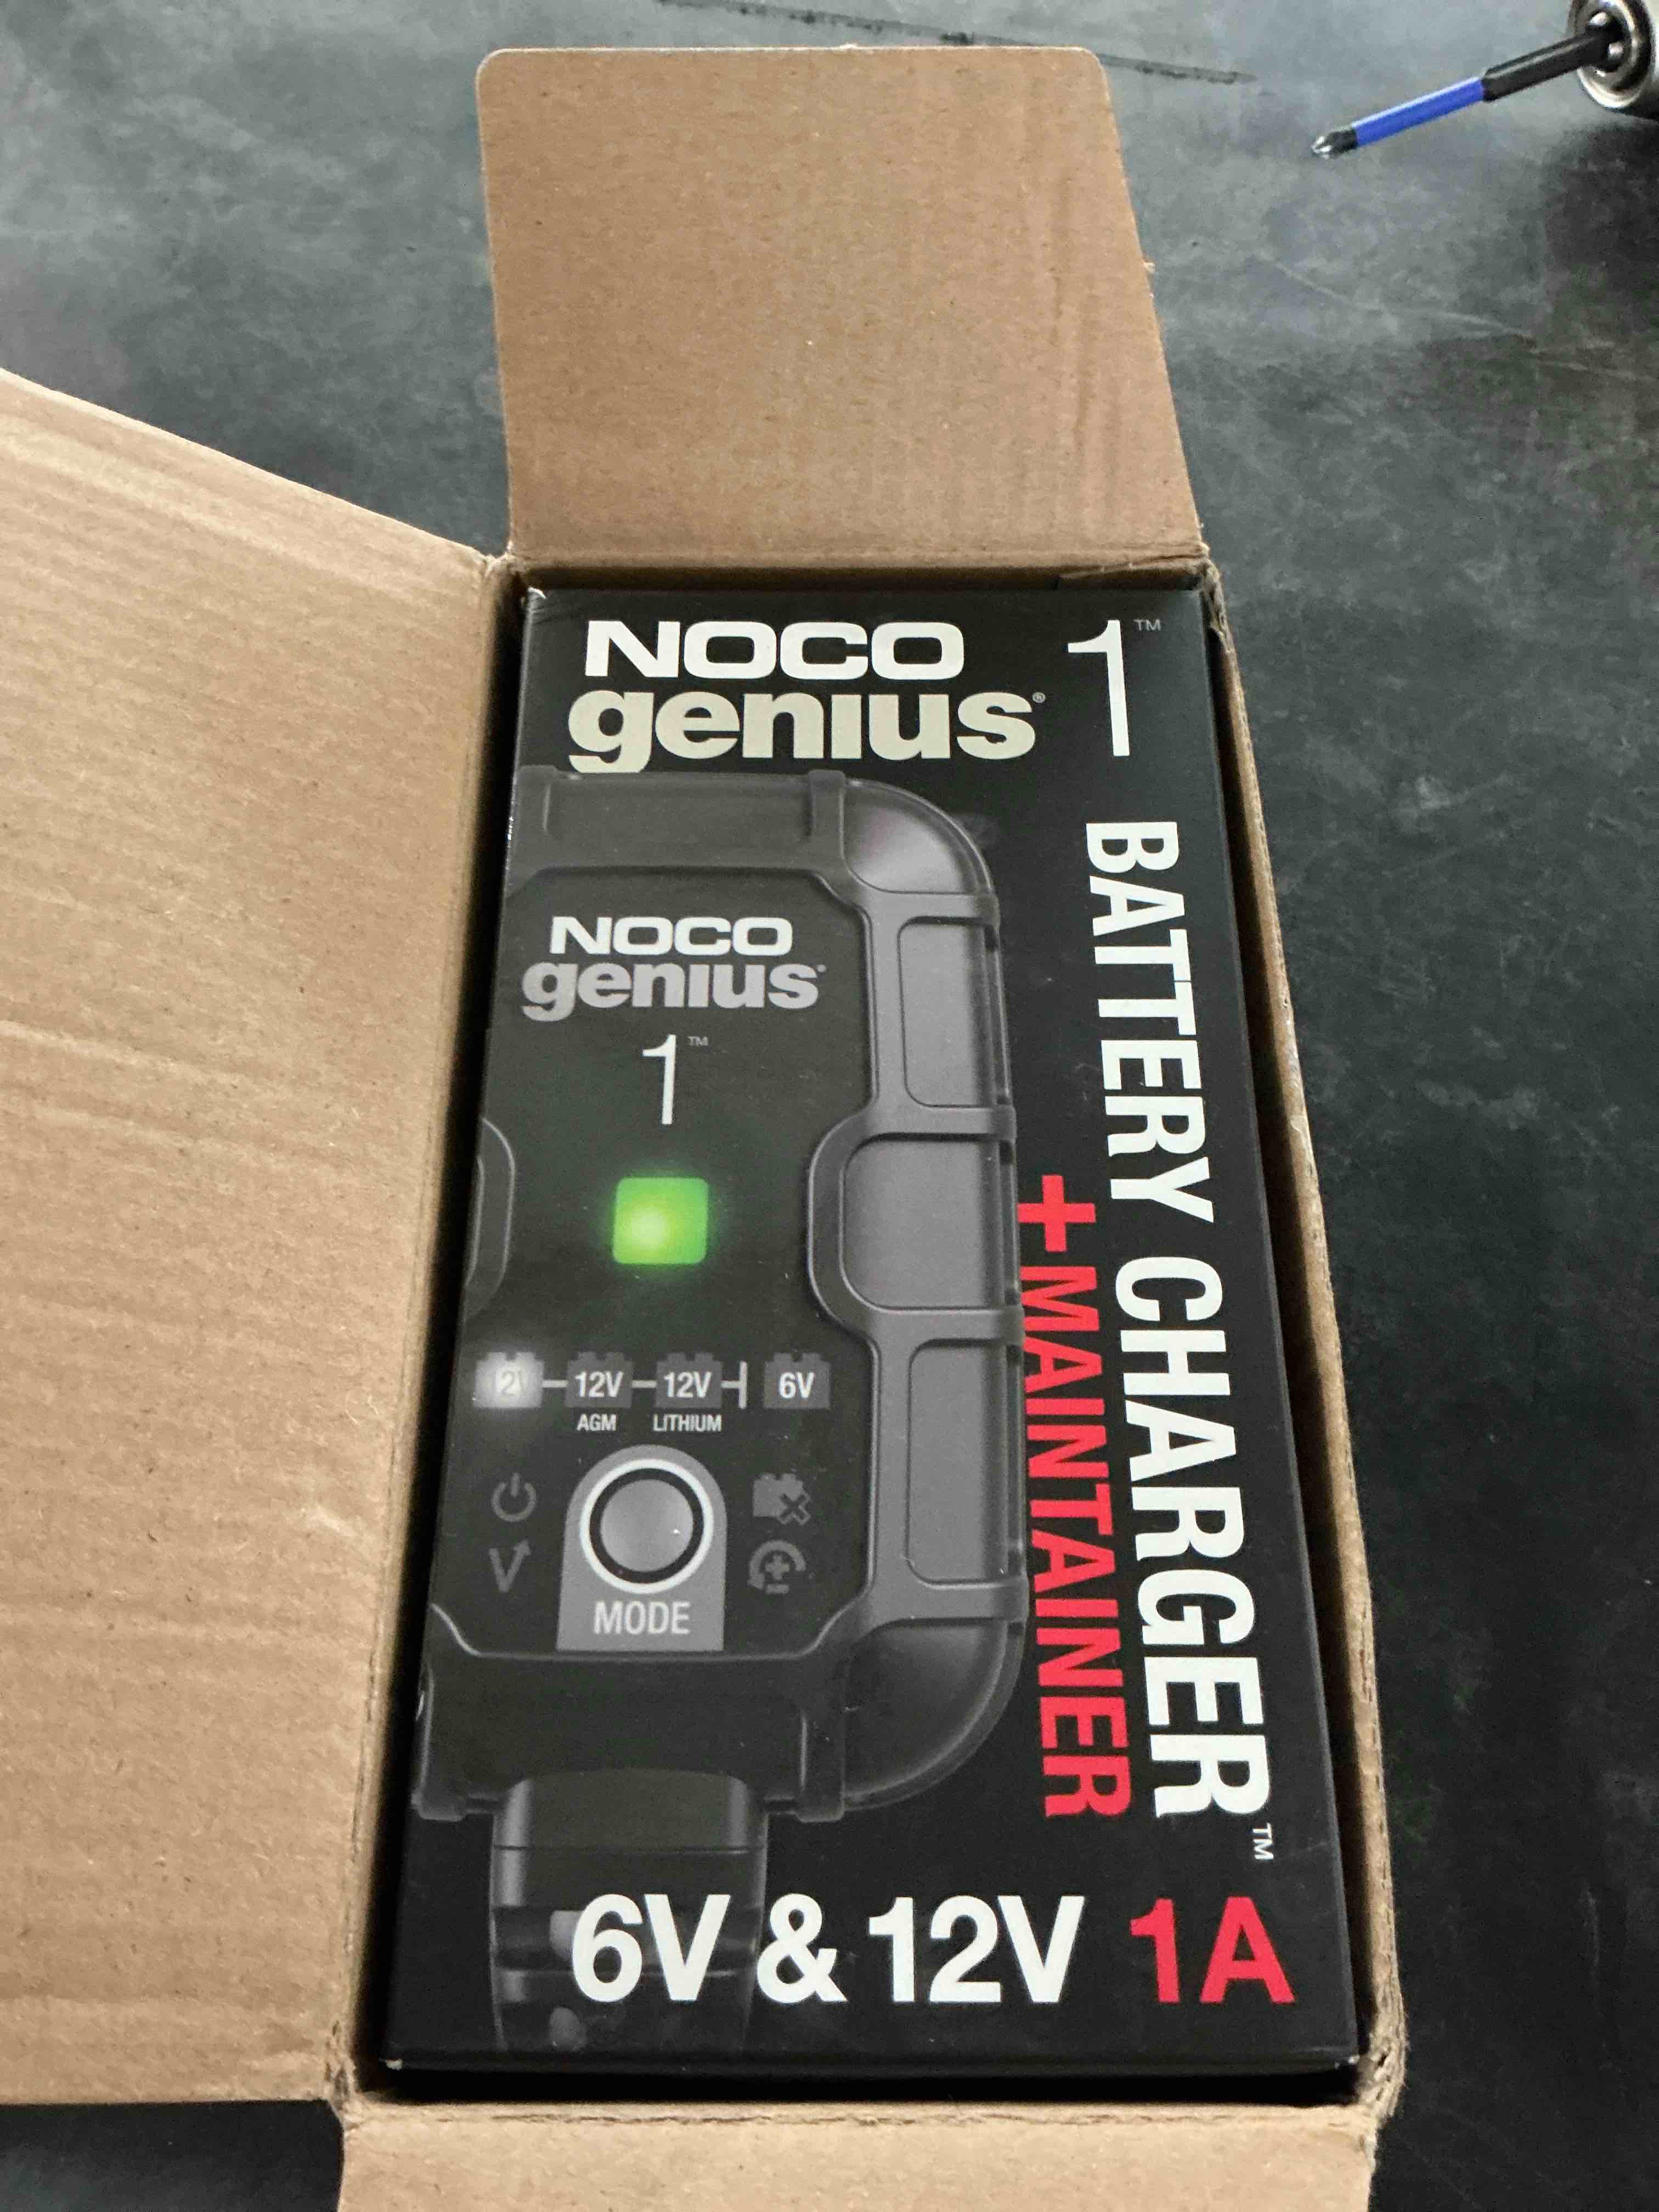 NOCO
genius® 1™
BATTERY CHARGER™
+MAINTAINER
NOCO
genius®
1™
12V 12V 12V 6V
AGM LITHIUM
MODE
6V & 12V 1A